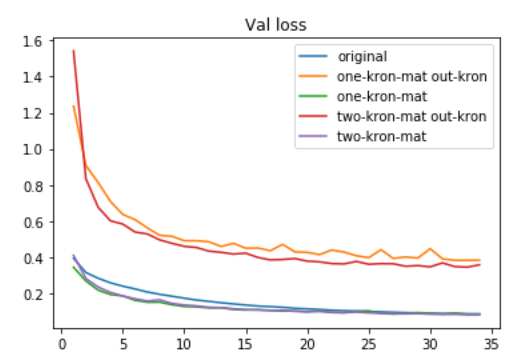 Val loss
1.6
1.4
1.2
1.0
0.8
0.6
0.4
0.2
original
one-kron-mat out-kron
one-kron-mat
two-kron-mat out-kron
two-kron-mat
0 5 10 15 20 25 30 35